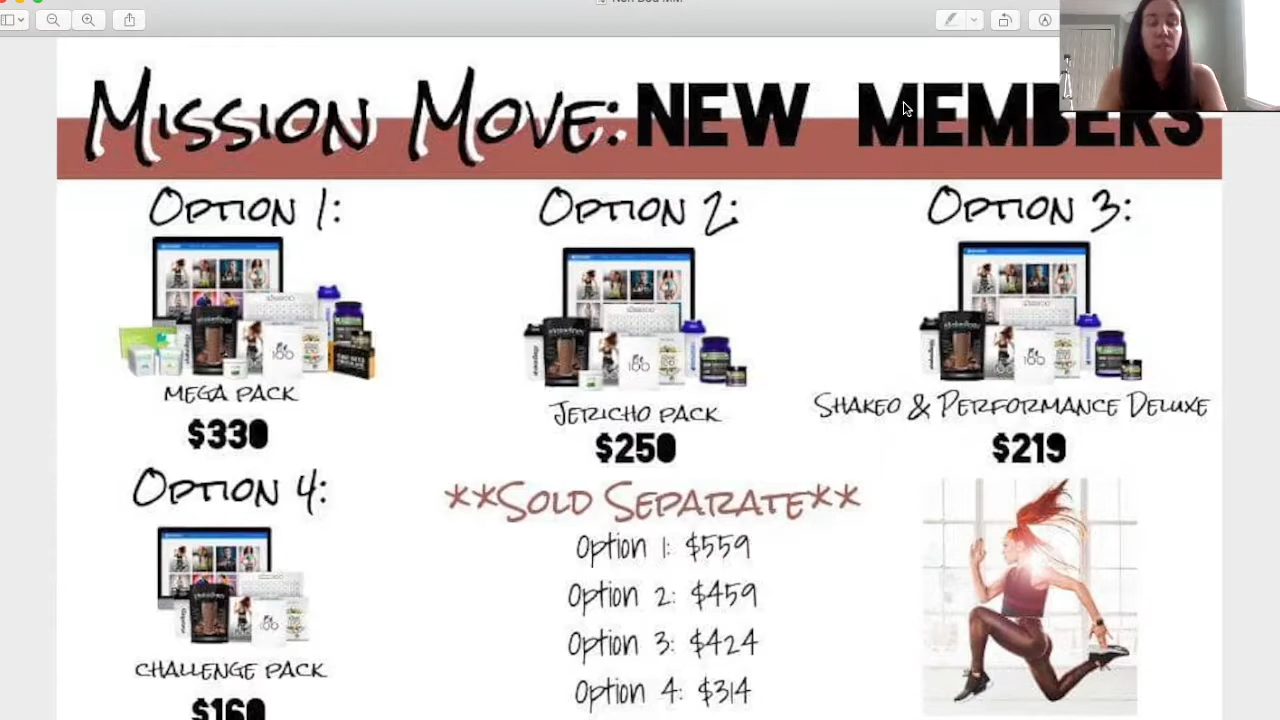 Mission Move: NEW MEMBERS
Option 1:
Option 2:
Option 3:
MEGA PACK
$330
JERICHO PACK
$250
SHAKEO & PERFORMANCE DELUXE
$219
Option 4:
CHALLENGE PACK
$160
**SOLD SEPARATE**
Option 1: $559
Option 2: $459
Option 3: $424
Option 4: $314